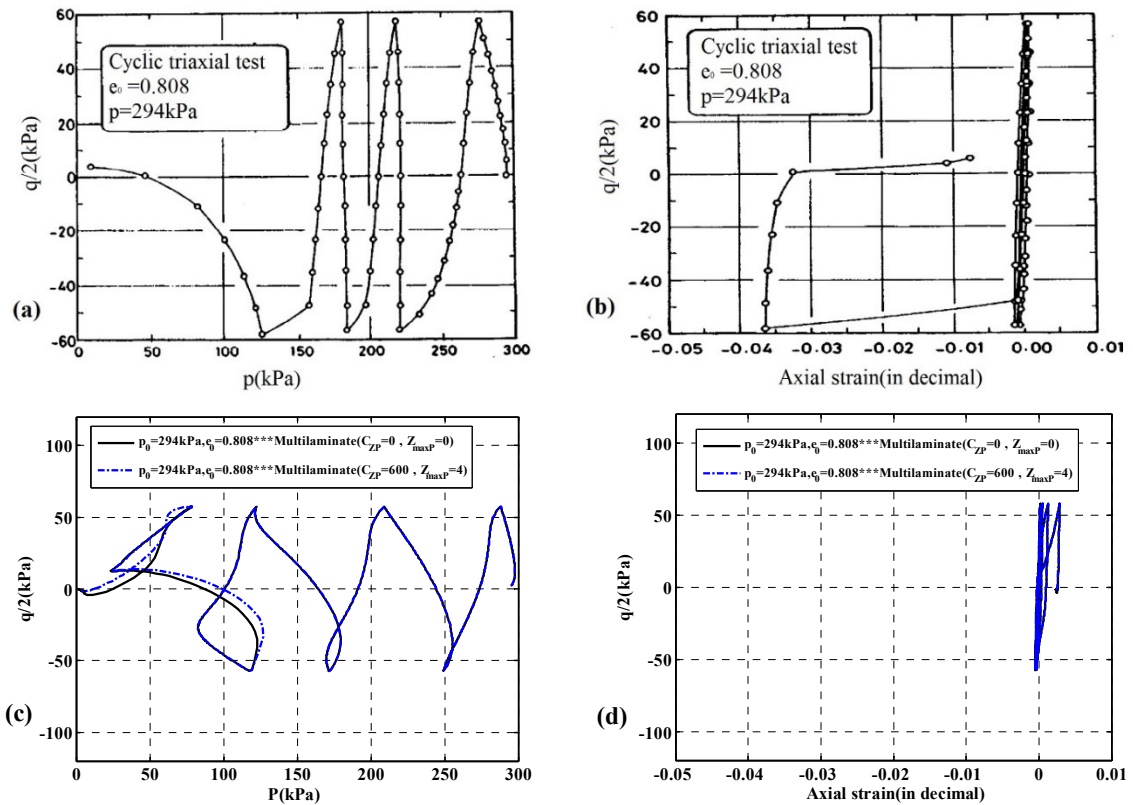 60
40
20
0
-20
-40
-60
q/2(kPa)
Cyclic triaxial test
e₀ =0.808
p=294kPa
0
50
100
150
200
250
300
p(kPa)
(a)
60
40
20
0
-20
-40
-60
q/2(kPa)
Cyclic triaxial test
e₀ =0.808
p=294kPa
-0.05
-0.04
-0.03
-0.02
-0.01
0.00
0.01
Axial strain(in decimal)
(b)
100
50
0
-50
-100
q/2(kPa)
p₀=294kPa,e₀=0.808***Multilaminate(C_ZP=0 , Z_maxP=0)
p₀=294kPa,e₀=0.808***Multilaminate(C_ZP=600 , Z_maxP=4)
0
50
100
150
200
250
300
P(kPa)
(c)
100
50
0
-50
-100
q/2(kPa)
p₀=294kPa,e₀=0.808***Multilaminate(C_ZP=0 , Z_maxP=0)
p₀=294kPa,e₀=0.808***Multilaminate(C_ZP=600 , Z_maxP=4)
-0.05
-0.04
-0.03
-0.02
-0.01
0
0.01
Axial strain(in decimal)
(d)